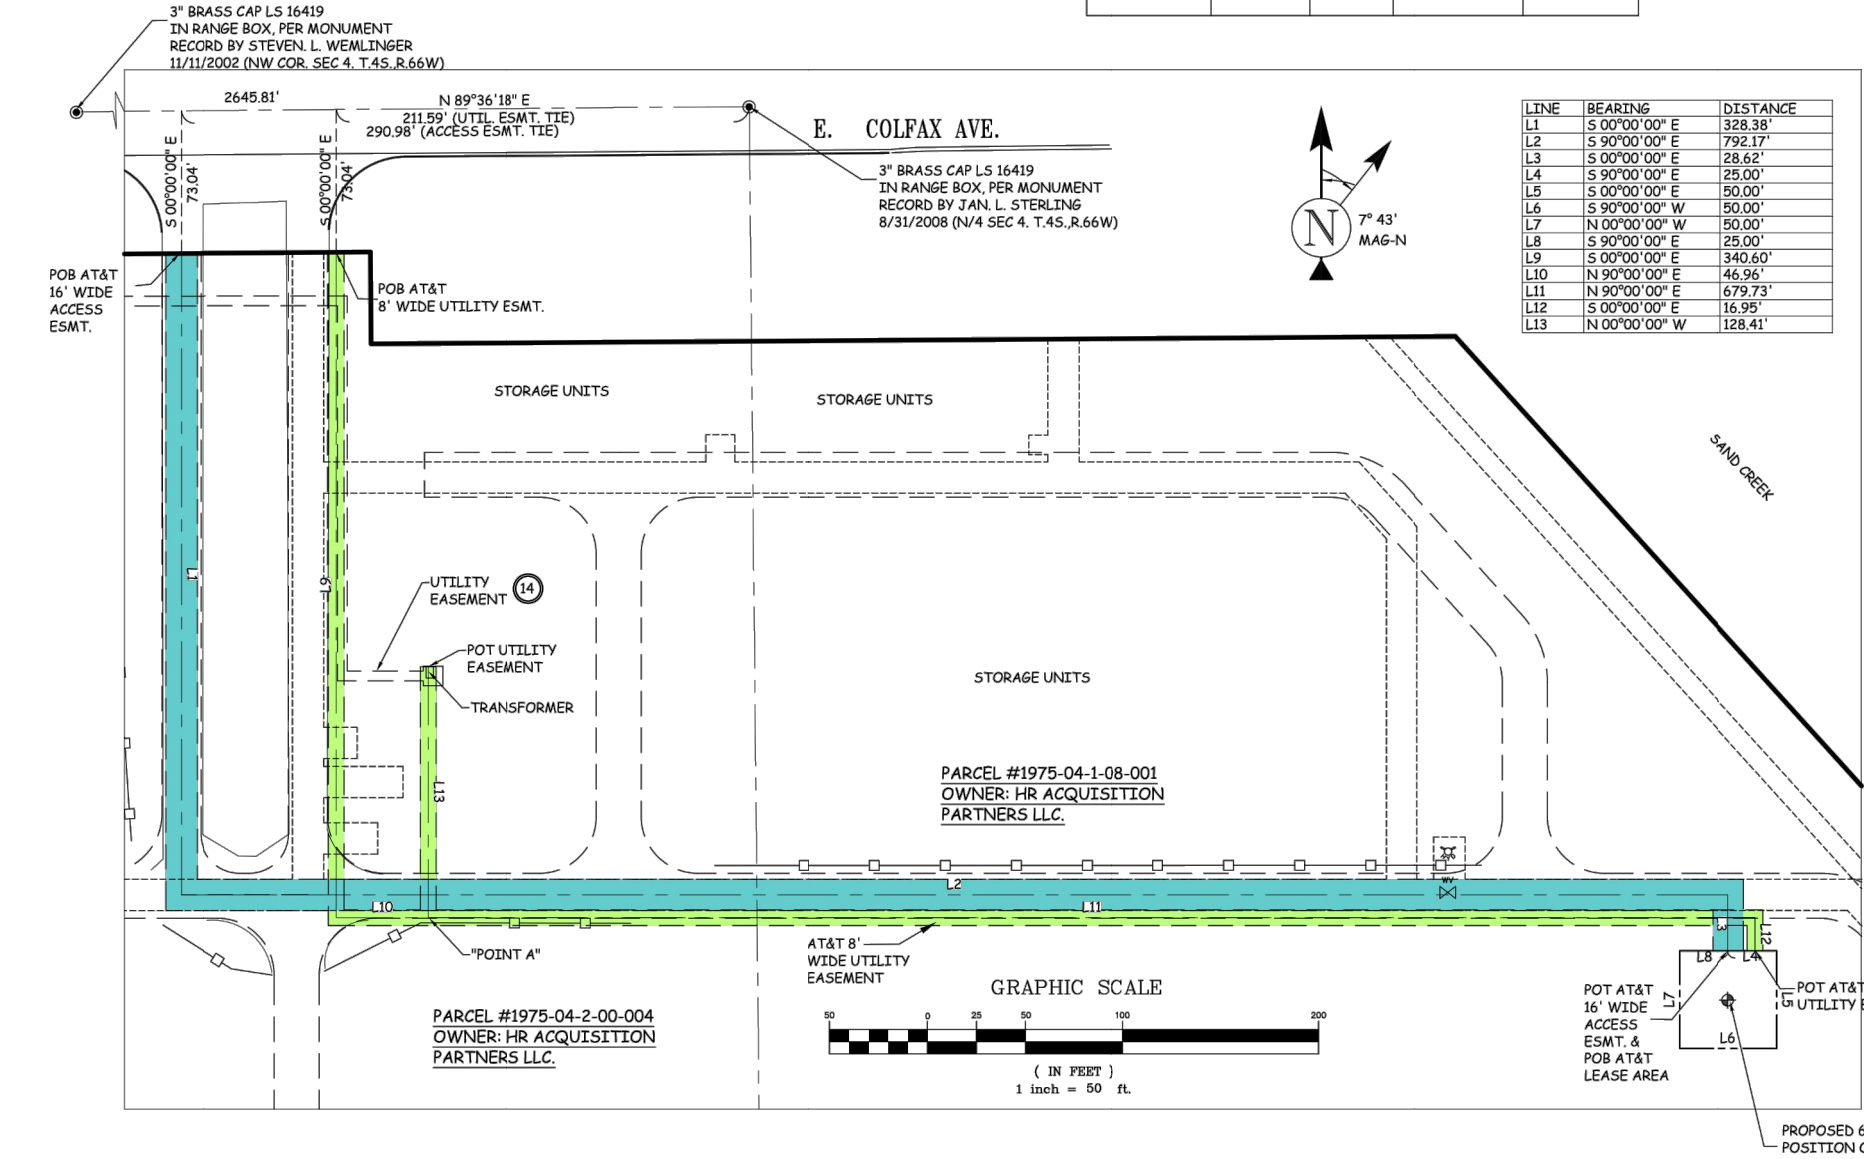 3" BRASS CAP LS 16419
IN RANGE BOX, PER MONUMENT
RECORD BY STEVEN. L. WEMLINGER
11/11/2002 (NW COR. SEC 4. T.4S.,R.66W)
2645.81'
N 89°36'18" E
211.59' (UTIL. ESMT. TIE)
290.98' (ACCESS ESMT. TIE)
S 00°00'00" E
73.04'
S 00°00'00" E
73.04'
E. COLFAX AVE.
3" BRASS CAP LS 16419
IN RANGE BOX, PER MONUMENT
RECORD BY JAN. L. STERLING
8/31/2008 (N/4 SEC 4. T.4S.,R.66W)
N
7° 43'
MAG-N
LINE BEARING DISTANCE
L1 S 00°00'00" E 328.38'
L2 S 90°00'00" E 792.17'
L3 S 00°00'00" E 28.62'
L4 S 90°00'00" E 25.00'
L5 S 00°00'00" E 50.00'
L6 S 90°00'00" W 50.00'
L7 N 00°00'00" W 50.00'
L8 S 90°00'00" E 25.00'
L9 S 00°00'00" E 340.60'
L10 N 90°00'00" E 46.96'
L11 N 90°00'00" E 679.73'
L12 S 00°00'00" E 16.95'
L13 N 00°00'00" W 128.41'
POB AT&T
16' WIDE
ACCESS
ESMT.
POB AT&T
8' WIDE UTILITY ESMT.
STORAGE UNITS
STORAGE UNITS
SAND CREEK
L1
L9
UTILITY
EASEMENT
14
POT UTILITY
EASEMENT
TRANSFORMER
STORAGE UNITS
L13
PARCEL #1975-04-1-08-001
OWNER: HR ACQUISITION
PARTNERS LLC.
L2
WV
L10
L11
L3
L12
"POINT A"
AT&T 8'
WIDE UTILITY
EASEMENT
L8
L4
GRAPHIC SCALE
50 0 25 50 100 200
( IN FEET )
1 inch = 50 ft.
PARCEL #1975-04-2-00-004
OWNER: HR ACQUISITION
PARTNERS LLC.
POT AT&T
16' WIDE
ACCESS
ESMT. &
POB AT&T
LEASE AREA
L7
L5
L6
POT AT&T
UTILITY
PROPOSED 6
POSITION